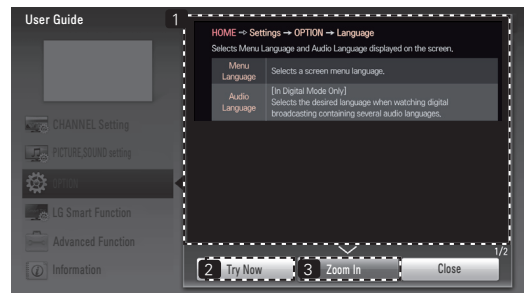 User Guide
1
HOME ➾ Settings → OPTION → Language
Selects Menu Language and Audio Language displayed on the screen.
Menu
Language
Selects a screen menu language.
Audio
Language
[In Digital Mode Only]
Selects the desired language when watching digital
broadcasting containing several audio languages.
CHANNEL Setting
PICTURE,SOUND setting
OPTION
LG Smart Function
Advanced Function
Information
1/2
2 Try Now
3 Zoom In
Close